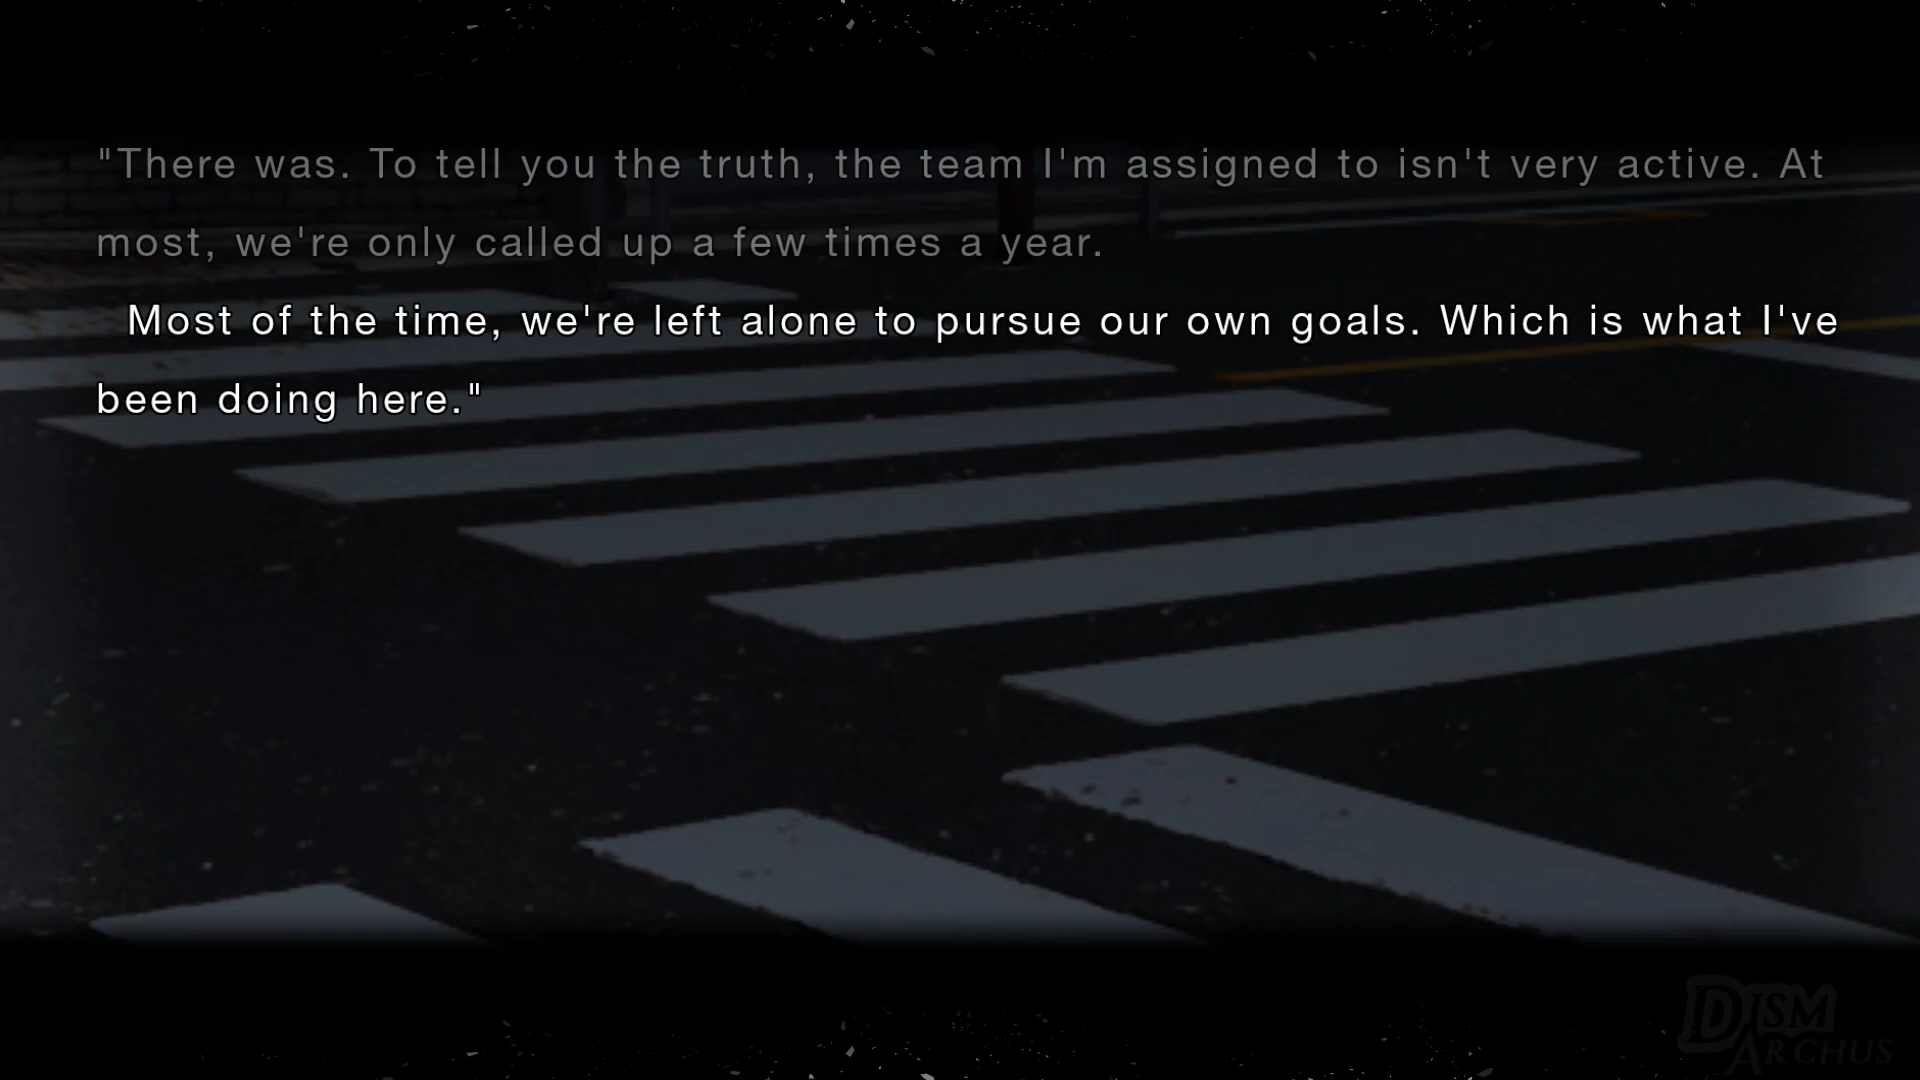 "There was. To tell you the truth, the team I'm assigned to isn't very active. At
most, we're only called up a few times a year.
Most of the time, we're left alone to pursue our own goals. Which is what I've
been doing here."
DISM
ARCHUS